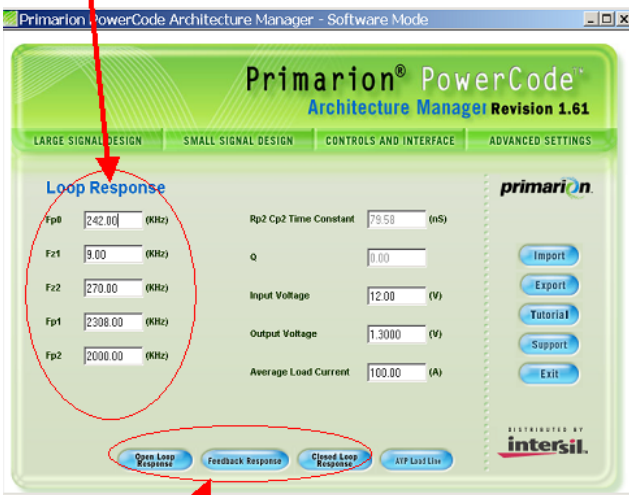 Primarion PowerCode Architecture Manager - Software Mode
Primarion® PowerCode™
Architecture Manager Revision 1.61
LARGE SIGNAL DESIGN SMALL SIGNAL DESIGN CONTROLS AND INTERFACE ADVANCED SETTINGS
Loop Response
primarion
Fp0 242.00 (KHz) Rp2 Cp2 Time Constant 79.58 (nS)
Fz1 9.00 (KHz) Q 0.00
Fz2 270.00 (KHz) Input Voltage 12.00 (V)
Fp1 2308.00 (KHz) Output Voltage 1.3000 (V)
Fp2 2000.00 (KHz) Average Load Current 100.00 (A)
Import
Export
Tutorial
Support
Exit
Open Loop Response Feedback Response Closed Loop Response AVP Load Line
DISTRIBUTED BY
intersil